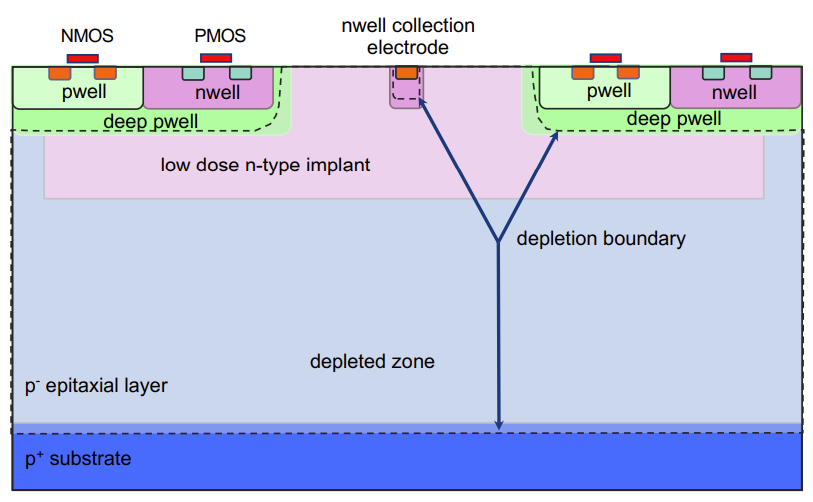 NMOS
PMOS
nwell collection
electrode
pwell
nwell
pwell
nwell
deep pwell
deep pwell
low dose n-type implant
depletion boundary
depleted zone
p- epitaxial layer
p+ substrate